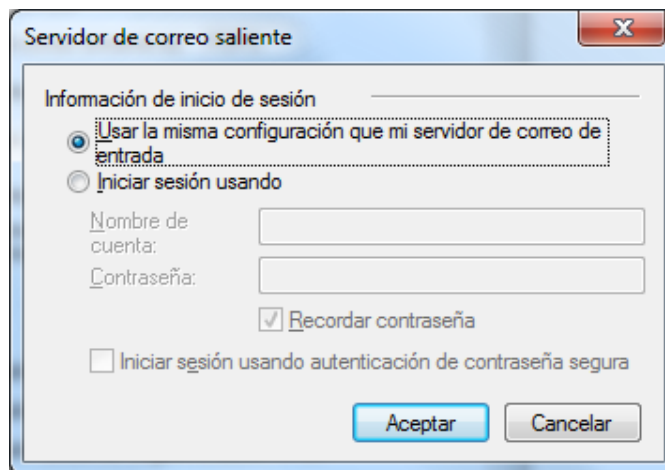 Servidor de correo saliente
Información de inicio de sesión
Usar la misma configuración que mi servidor de correo de
entrada
Iniciar sesión usando
Nombre de
cuenta:
Contraseña:
Recordar contraseña
Iniciar sesión usando autenticación de contraseña segura
Aceptar
Cancelar